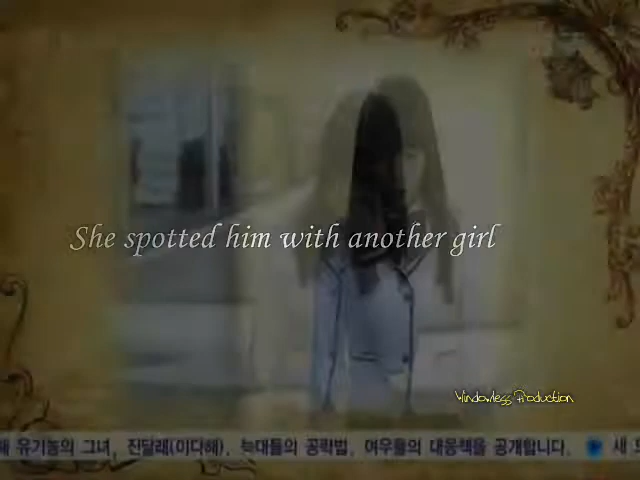 She spotted him with another girl
Windowless Production
해 유기농의 그녀, 진달래(이다해). 늑대들의 공략법, 여우들의 대응책을 공개합니다. 새